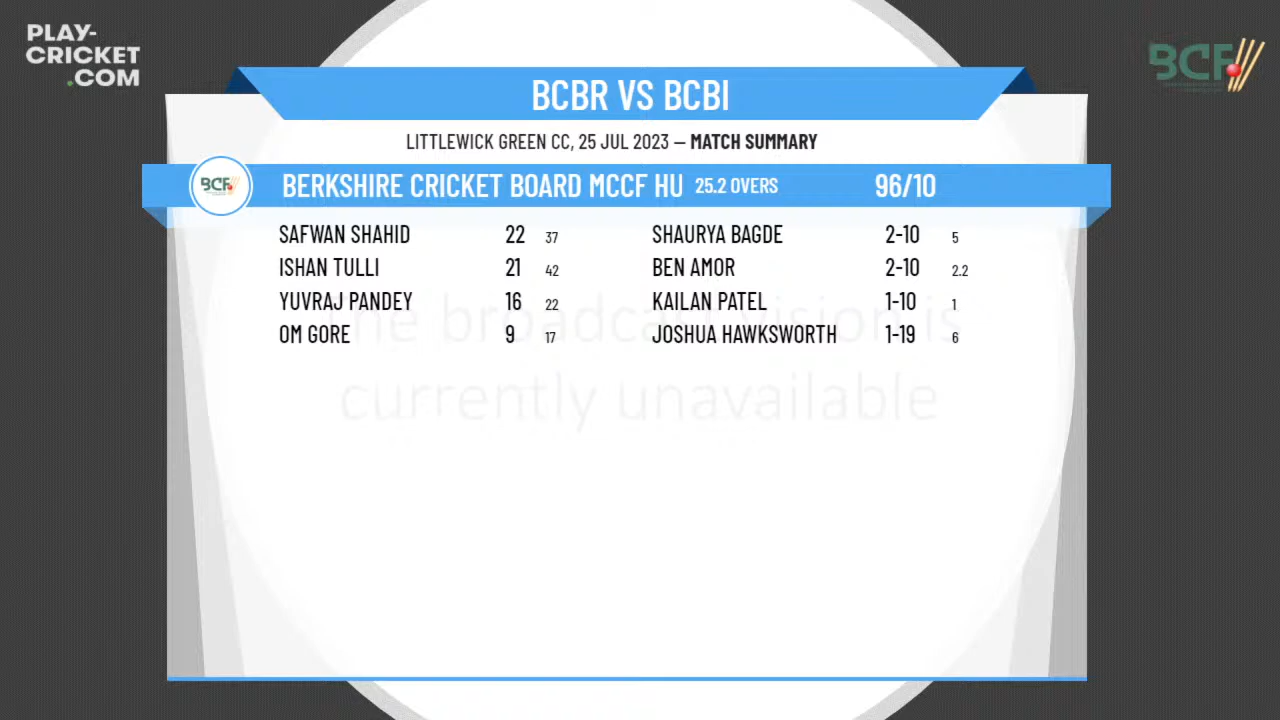 PLAY-
CRICKET
.COM
BCF
BCBR VS BCBI
LITTLEWICK GREEN CC, 25 JUL 2023 – MATCH SUMMARY
BCF
BERKSHIRE CRICKET BOARD MCCF HU 25.2 OVERS 96/10
SAFWAN SHAHID 22 37 SHAURYA BAGDE 2-10 5
ISHAN TULLI 21 42 BEN AMOR 2-10 2.2
YUVRAJ PANDEY 16 22 KAILAN PATEL 1-10 1
OM GORE 9 17 JOSHUA HAWKSWORTH 1-19 6
The broadcast vision is
currently unavailable